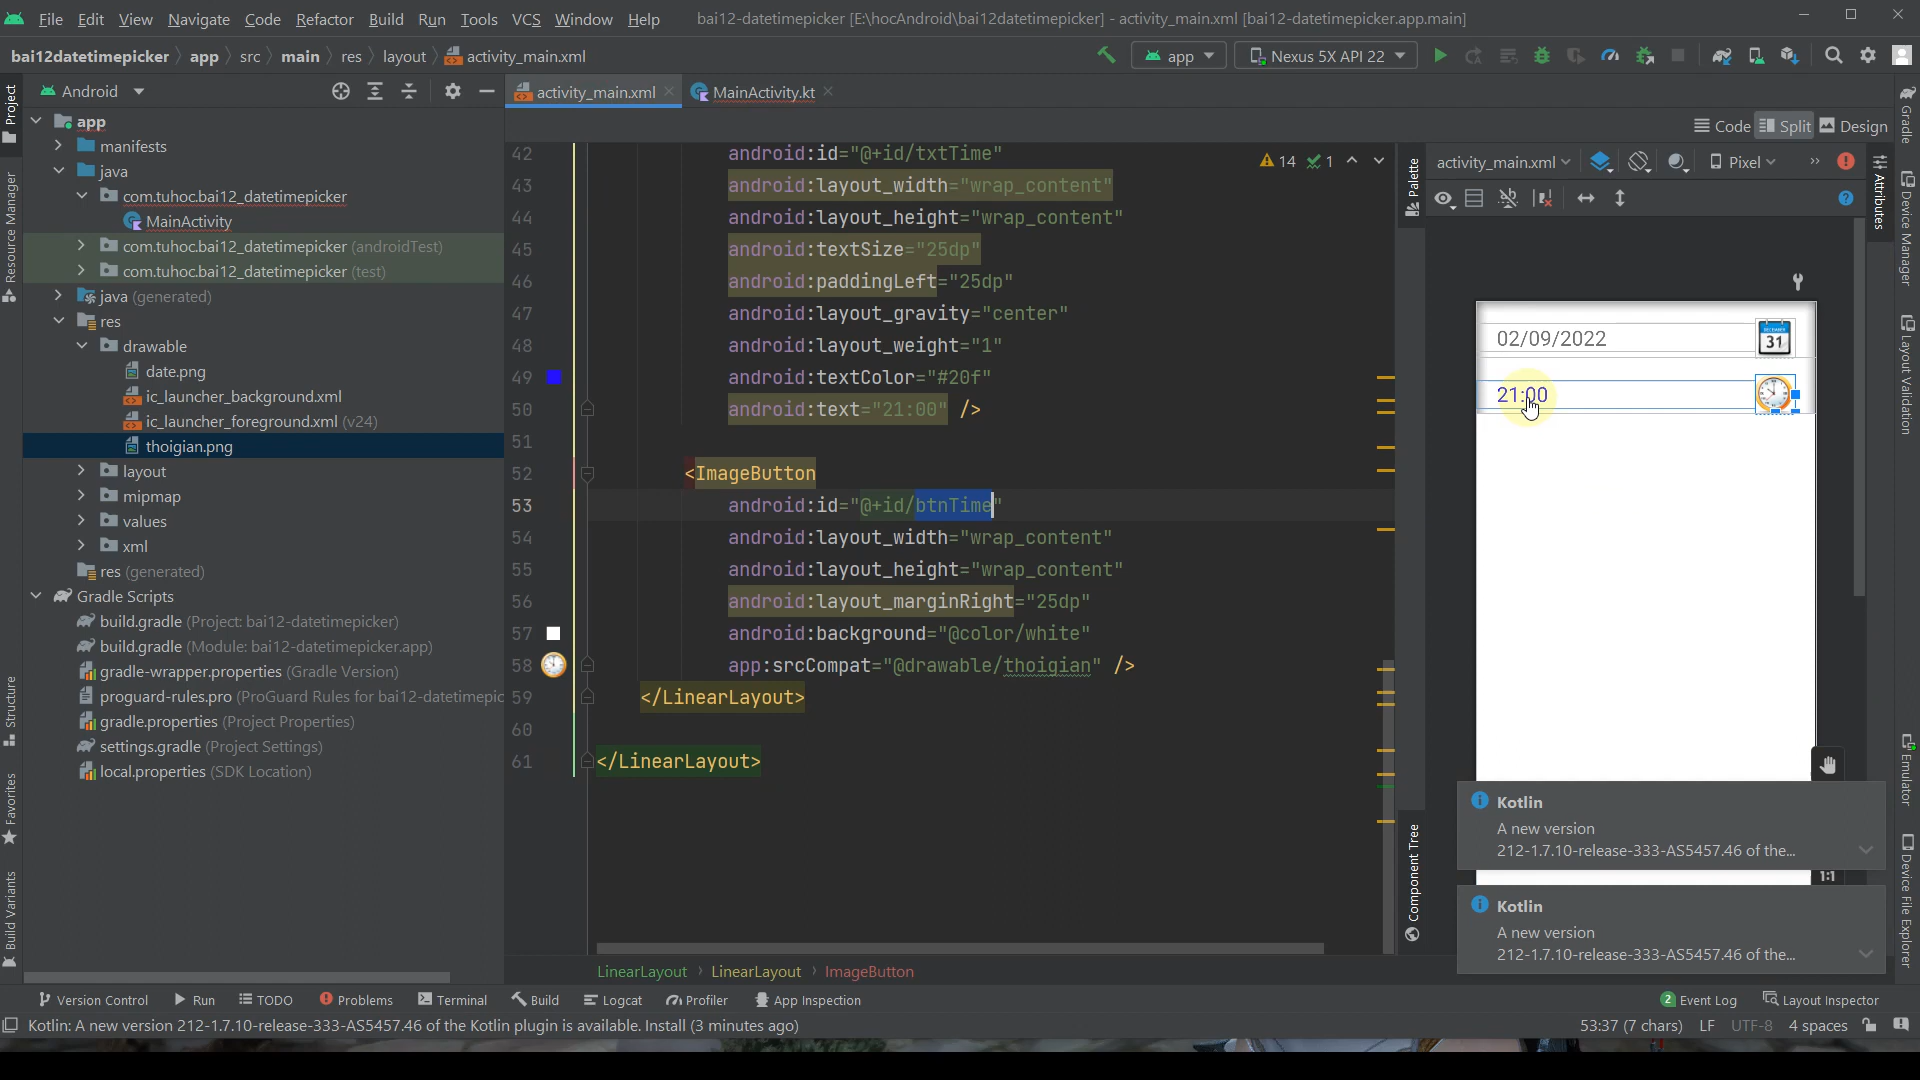 File Edit View Navigate Code Refactor Build Run Tools VCS Window Help bai12-datetimepicker [E:\hocAndroid\bai12datetimepicker] - activity_main.xml [bai12-datetimepicker.app.main]
bai12datetimepicker app src main res layout activity_main.xml app Nexus 5X API 22
Android activity_main.xml MainActivity.kt
Code Split Design
app
manifests
java
com.tuhoc.bai12_datetimepicker
MainActivity
com.tuhoc.bai12_datetimepicker (androidTest)
com.tuhoc.bai12_datetimepicker (test)
java (generated)
res
drawable
date.png
ic_launcher_background.xml
ic_launcher_foreground.xml (v24)
thoigian.png
layout
mipmap
values
xml
res (generated)
Gradle Scripts
build.gradle (Project: bai12-datetimepicker)
build.gradle (Module: bai12-datetimepicker.app)
gradle-wrapper.properties (Gradle Version)
proguard-rules.pro (ProGuard Rules for bai12-datetimepic
gradle.properties (Project Properties)
settings.gradle (Project Settings)
local.properties (SDK Location)
Project
Resource Manager
Structure
Favorites
Build Variants
14 1
42 android:id="@+id/txtTime"
43 android:layout_width="wrap_content"
44 android:layout_height="wrap_content"
45 android:textSize="25dp"
46 android:paddingLeft="25dp"
47 android:layout_gravity="center"
48 android:layout_weight="1"
49 android:textColor="#20f"
50 android:text="21:00" />
51
52 <ImageButton
53 android:id="@+id/btnTime"
54 android:layout_width="wrap_content"
55 android:layout_height="wrap_content"
56 android:layout_marginRight="25dp"
57 android:background="@color/white"
58 app:srcCompat="@drawable/thoigian" />
59 </LinearLayout>
60
61 </LinearLayout>
LinearLayout LinearLayout ImageButton
Palette
Component Tree
activity_main.xml Pixel
02/09/2022
DECEMBER
31
21:00
1:1
Kotlin
A new version
212-1.7.10-release-333-AS5457.46 of the...
Kotlin
A new version
212-1.7.10-release-333-AS5457.46 of the...
Attributes
Gradle
Device Manager
Layout Validation
Emulator
Device File Explorer
Version Control Run TODO Problems Terminal Build Logcat Profiler App Inspection 2 Event Log Layout Inspector
Kotlin: A new version 212-1.7.10-release-333-AS5457.46 of the Kotlin plugin is available. Install (3 minutes ago) 53:37 (7 chars) LF UTF-8 4 spaces